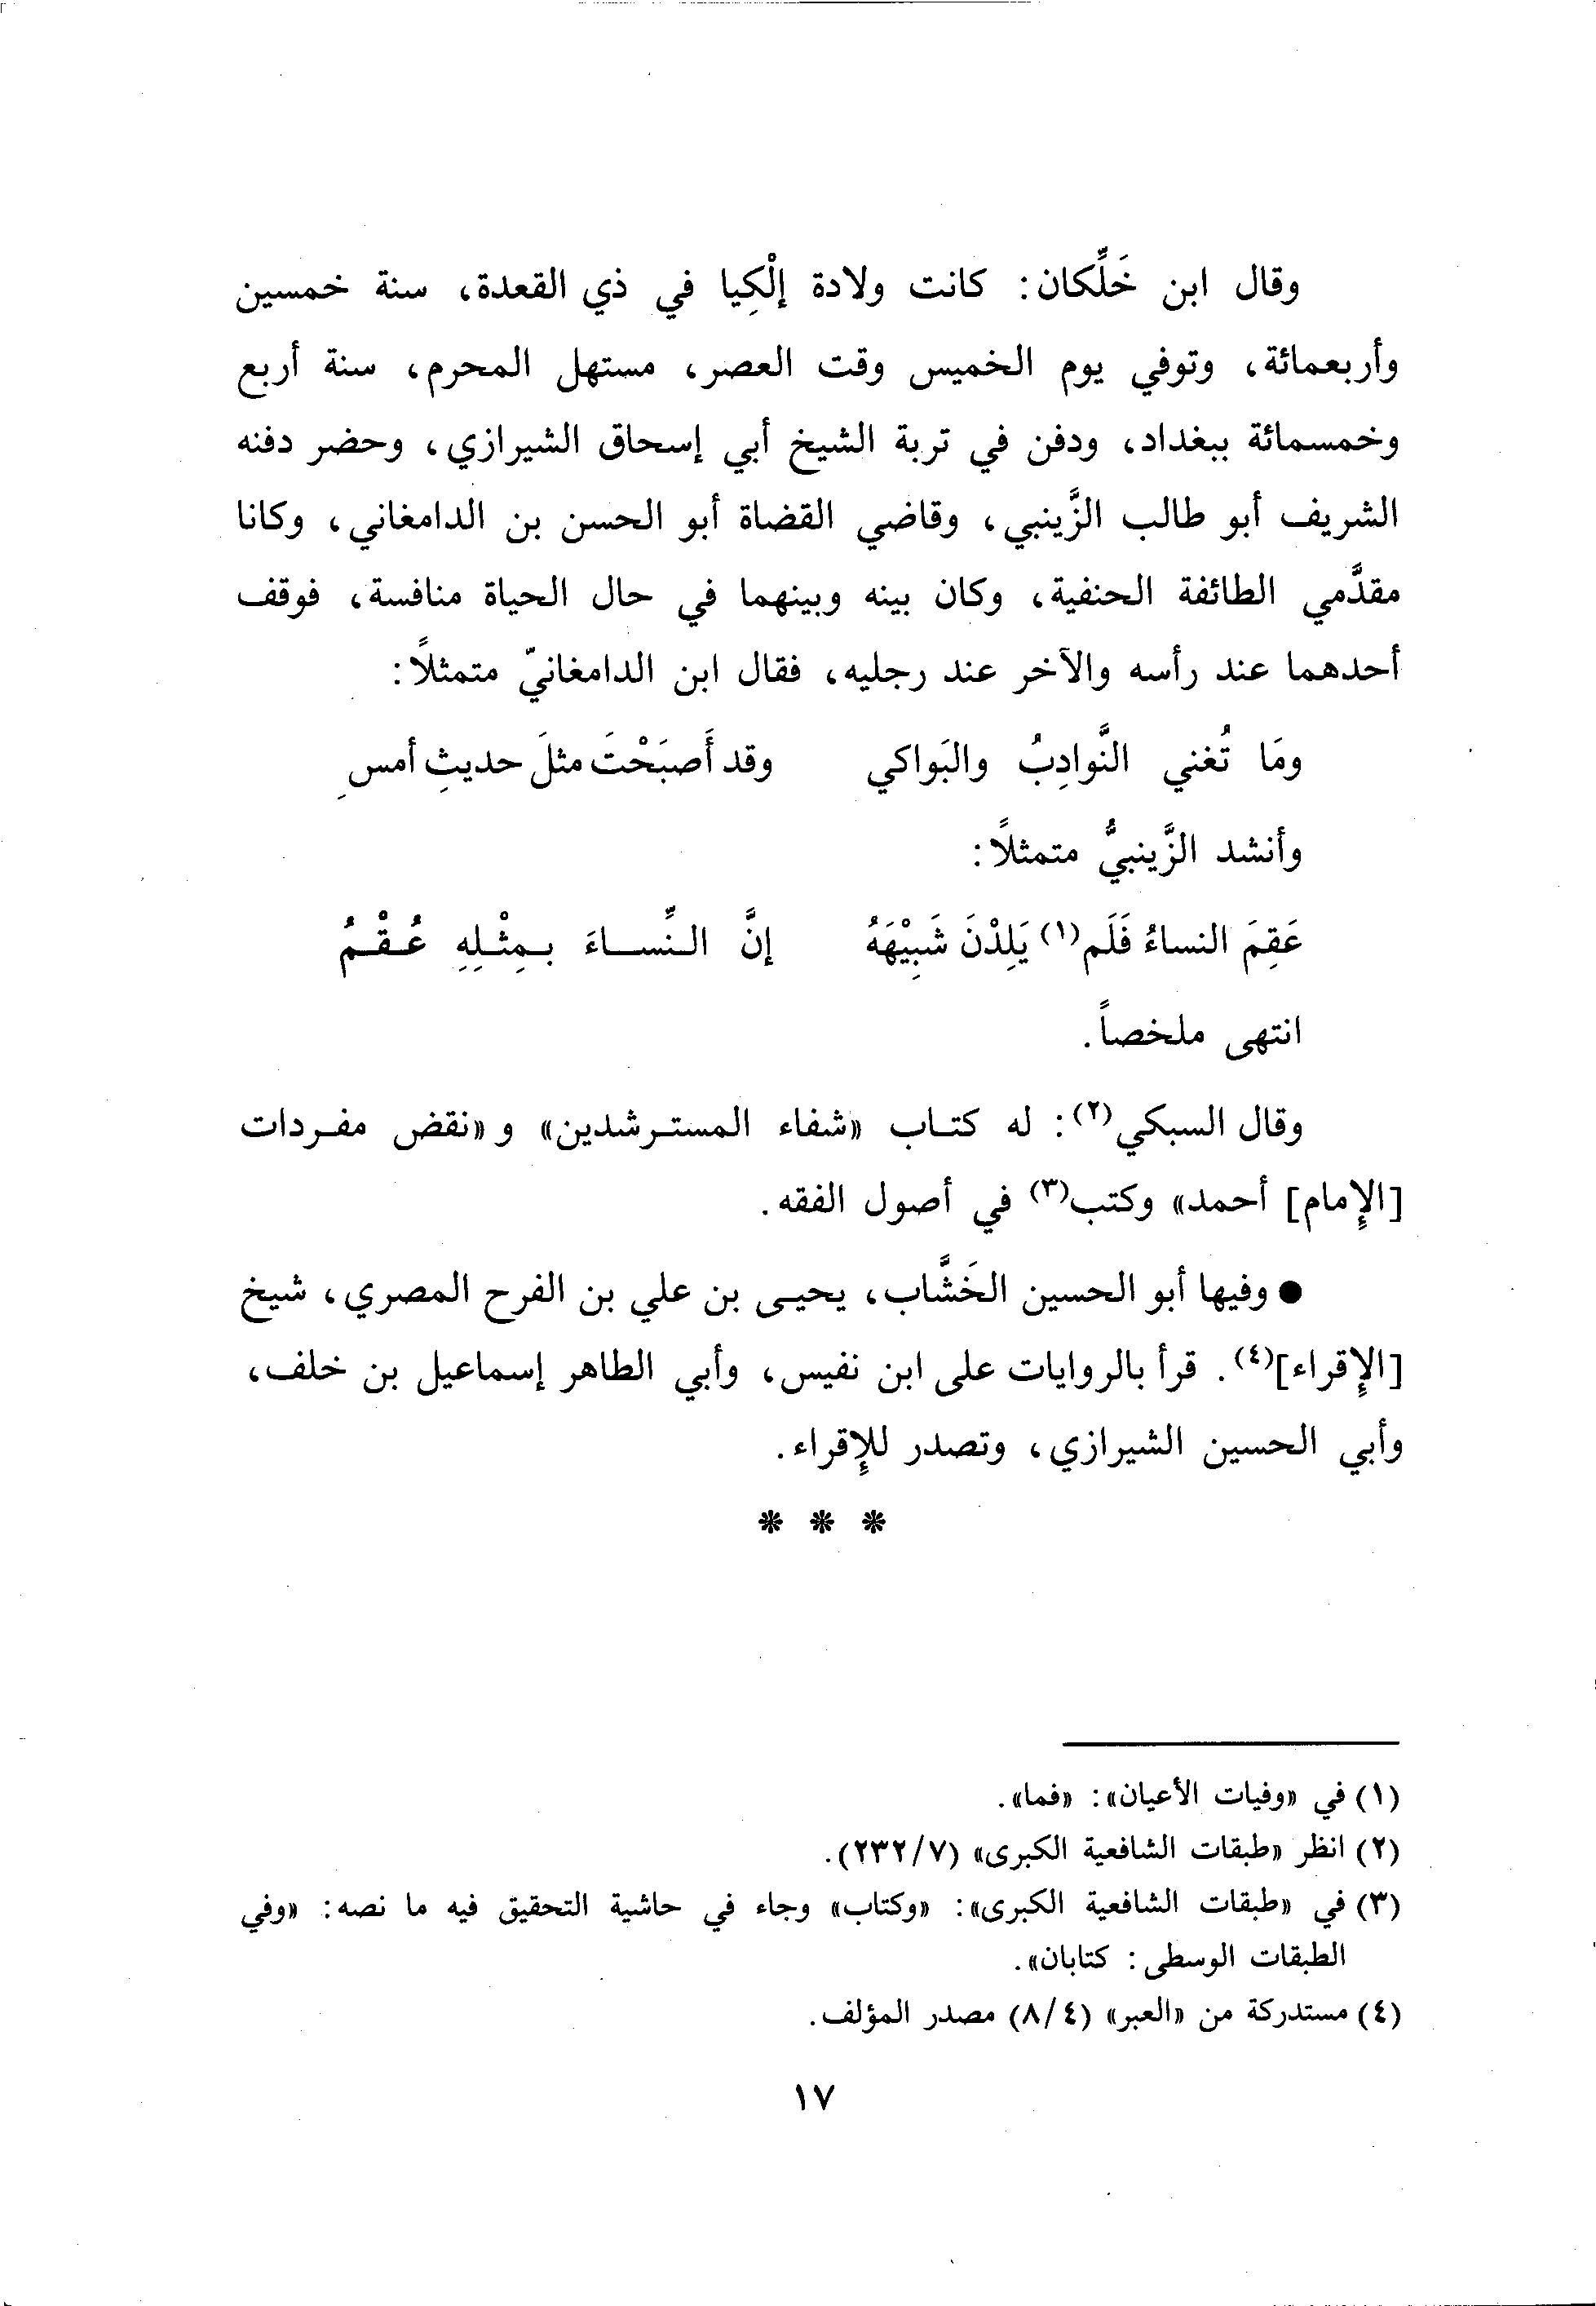 وقال ابن خَلِّكان: كانت ولادة إلْكِيا في ذي القعدة، سنة خمسين
وأربعمائة، وتوفي يوم الخميس وقت العصر، مستهل المحرم، سنة أربع
وخمسمائة ببغداد، ودفن في تربة الشيخ أبي إسحاق الشيرازي، وحضر دفنه
الشريف أبو طالب الزَّينبي، وقاضي القضاة أبو الحسن بن الدامغاني، وكانا
مقدَّمي الطائفة الحنفية، وكان بينه وبينهما في حال الحياة منافسة، فوقف
أحدهما عند رأسه والآخر عند رجليه، فقال ابن الدامغانيّ متمثلاً:
ومَا تُغني النَّوادِبُ والبَواكي وقد أَصبَحْتَ مثلَ حديثِ أمسِ
وأنشد الزَّينبيُّ متمثلاً:
عَقِمَ النساءُ فَلَم(١) يَلِدْنَ شَبِيْهَهُ إنَّ النِّساءَ بمِثْلِهِ عُقْمُ
انتهى ملخصاً.
وقال السبكي(٢): له كتاب «شفاء المسترشدين» و«نقض مفردات
[الإِمام] أحمد» وكتب(٣) في أصول الفقه.
● وفيها أبو الحسين الخَشَّاب، يحيى بن علي بن الفرح المصري، شيخ
[الإِقراء](٤). قرأ بالروايات على ابن نفيس، وأبي الطاهر إسماعيل بن خلف،
وأبي الحسين الشيرازي، وتصدر للإِقراء.
* * *
(١) في «وفيات الأعيان»: «فما».
(٢) انظر «طبقات الشافعية الكبرى» (٢٣٢/٧).
(٣) في «طبقات الشافعية الكبرى»: «وكتاب» وجاء في حاشية التحقيق فيه ما نصه: «وفي
الطبقات الوسطى: كتابان».
(٤) مستدركة من «العبر» (٨/٤) مصدر المؤلف.
١٧